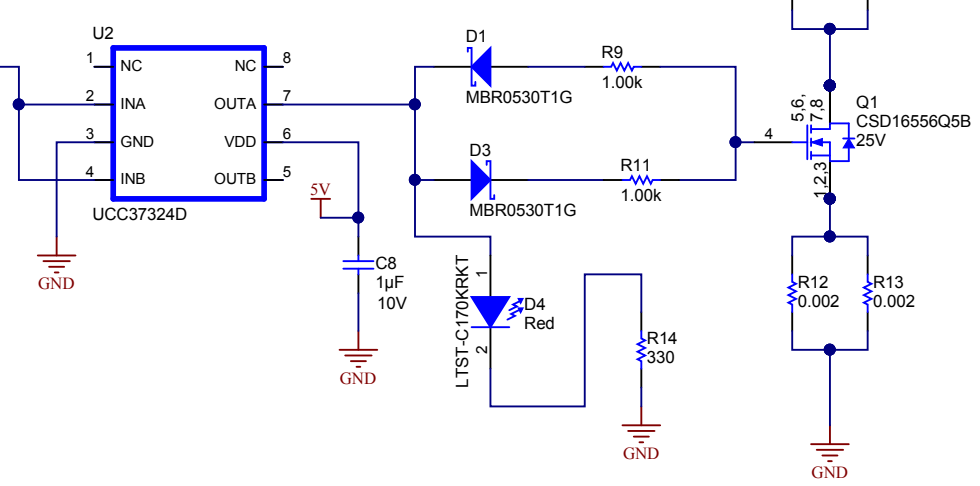 U2
1
NC
NC
8
2
INA
OUTA
7
3
GND
VDD
6
4
INB
OUTB
5
UCC37324D
GND
5V
C8
1µF
10V
GND
D1
MBR0530T1G
R9
1.00k
D3
MBR0530T1G
R11
1.00k
LTST-C170KRKT
1
2
D4
Red
R14
330
GND
4
5,6,
7,8
1,2,3
Q1
CSD16556Q5B
25V
R12
0.002
R13
0.002
GND